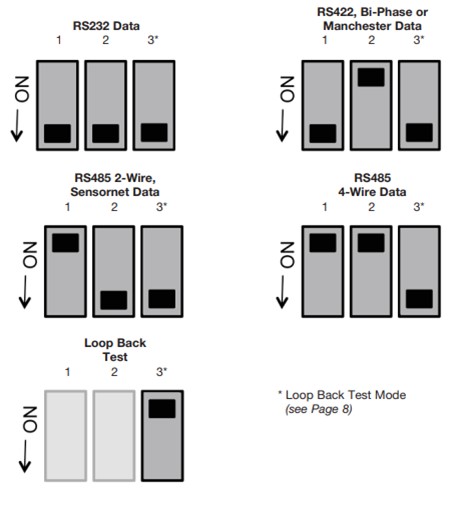 RS232 Data
1 2 3*
ON
RS422, Bi-Phase or
Manchester Data
1 2 3*
ON
RS485 2-Wire,
Sensornet Data
1 2 3*
ON
RS485
4-Wire Data
1 2 3*
ON
Loop Back
Test
1 2 3*
ON
* Loop Back Test Mode
(see Page 8)